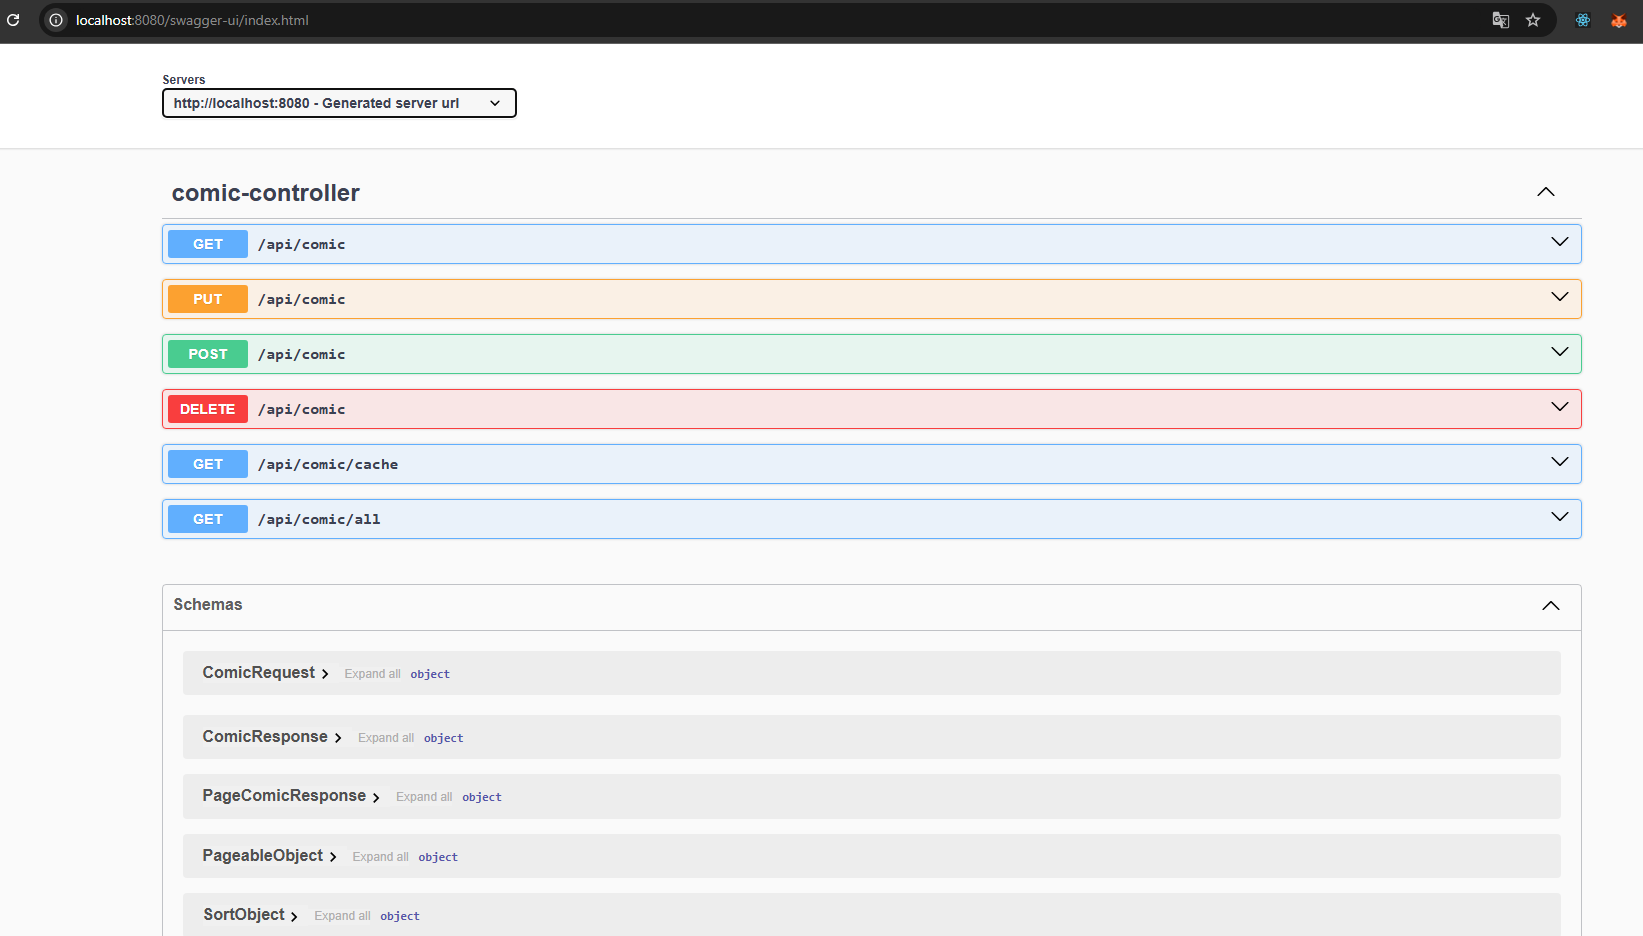 localhost:8080/swagger-ui/index.html
Servers
http://localhost:8080 - Generated server url
comic-controller
GET /api/comic
PUT /api/comic
POST /api/comic
DELETE /api/comic
GET /api/comic/cache
GET /api/comic/all
Schemas
ComicRequest Expand all object
ComicResponse Expand all object
PageComicResponse Expand all object
PageableObject Expand all object
SortObject Expand all object